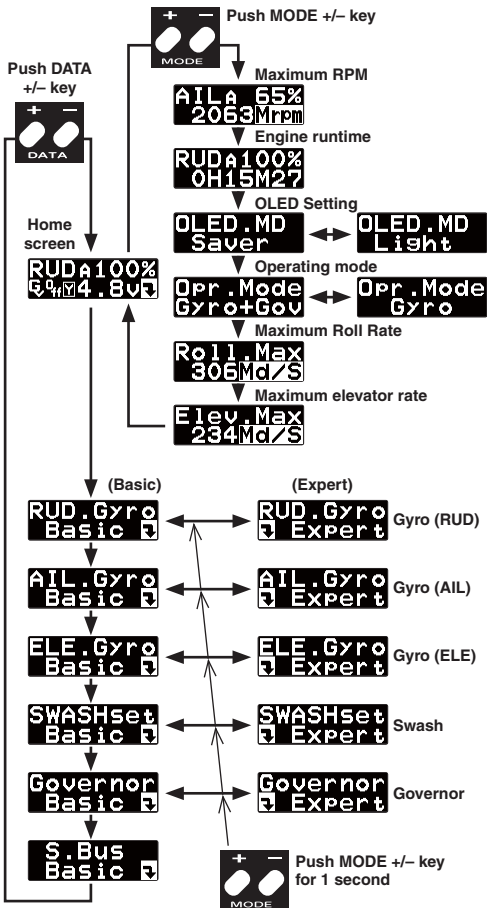 + −
MODE
Push MODE +/– key
Push DATA
+/– key
+ −
DATA
Maximum RPM
AILA 65%
2063Mrpm
Engine runtime
RUDA100%
0H15M27
OLED Setting
OLED.MD
Saver
OLED.MD
Light
Home
screen
RUDA100%
G Off M4.8v
Operating mode
Opr.Mode
Gyro+Gov
Opr.Mode
Gyro
Maximum Roll Rate
Roll.Max
306Md/S
Maximum elevator rate
Elev.Max
234Md/S
(Basic)
(Expert)
RUD.Gyro
Basic
RUD.Gyro
Expert
Gyro (RUD)
AIL.Gyro
Basic
AIL.Gyro
Expert
Gyro (AIL)
ELE.Gyro
Basic
ELE.Gyro
Expert
Gyro (ELE)
SWASHset
Basic
SWASHset
Expert
Swash
Governor
Basic
Governor
Expert
Governor
S.Bus
Basic
+ −
MODE
Push MODE +/– key
for 1 second